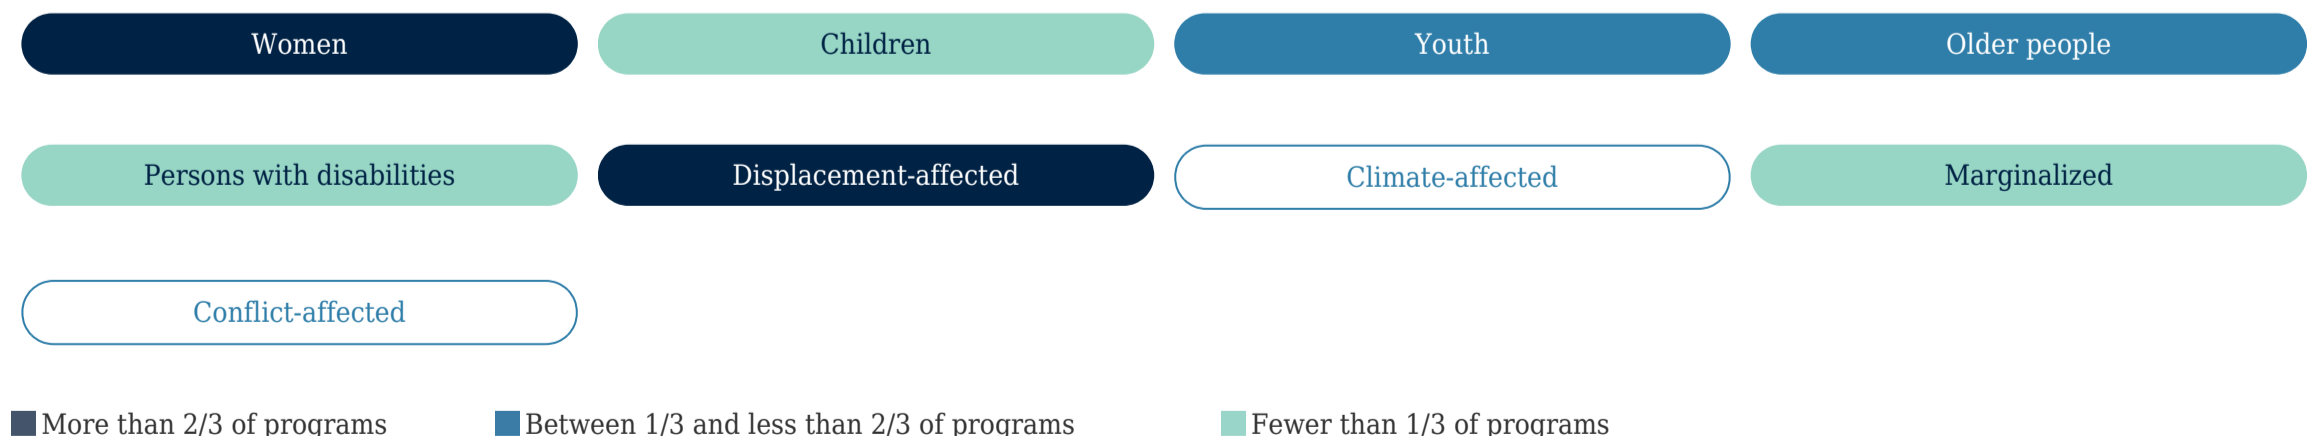 Women
Children
Youth
Older people
Persons with disabilities
Displacement-affected
Climate-affected
Marginalized
Conflict-affected
More than 2/3 of programs
Between 1/3 and less than 2/3 of programs
Fewer than 1/3 of programs